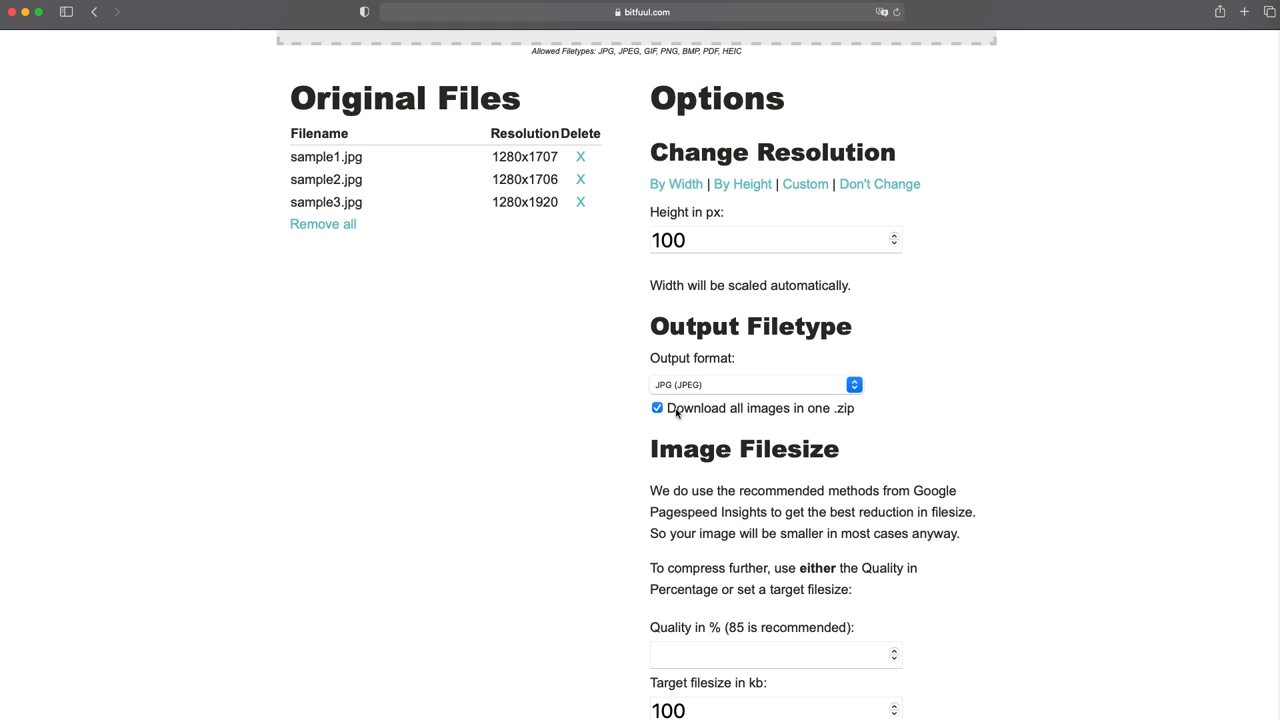 bitfuul.com
Allowed Filetypes: JPG, JPEG, GIF, PNG, BMP, PDF, HEIC
Original Files
Filename Resolution Delete
sample1.jpg 1280x1707 X
sample2.jpg 1280x1706 X
sample3.jpg 1280x1920 X
Remove all
Options
Change Resolution
By Width | By Height | Custom | Don't Change
Height in px:
100
Width will be scaled automatically.
Output Filetype
Output format:
JPG (JPEG)
Download all images in one .zip
Image Filesize
We do use the recommended methods from Google
Pagespeed Insights to get the best reduction in filesize.
So your image will be smaller in most cases anyway.
To compress further, use either the Quality in
Percentage or set a target filesize:
Quality in % (85 is recommended):
Target filesize in kb:
100